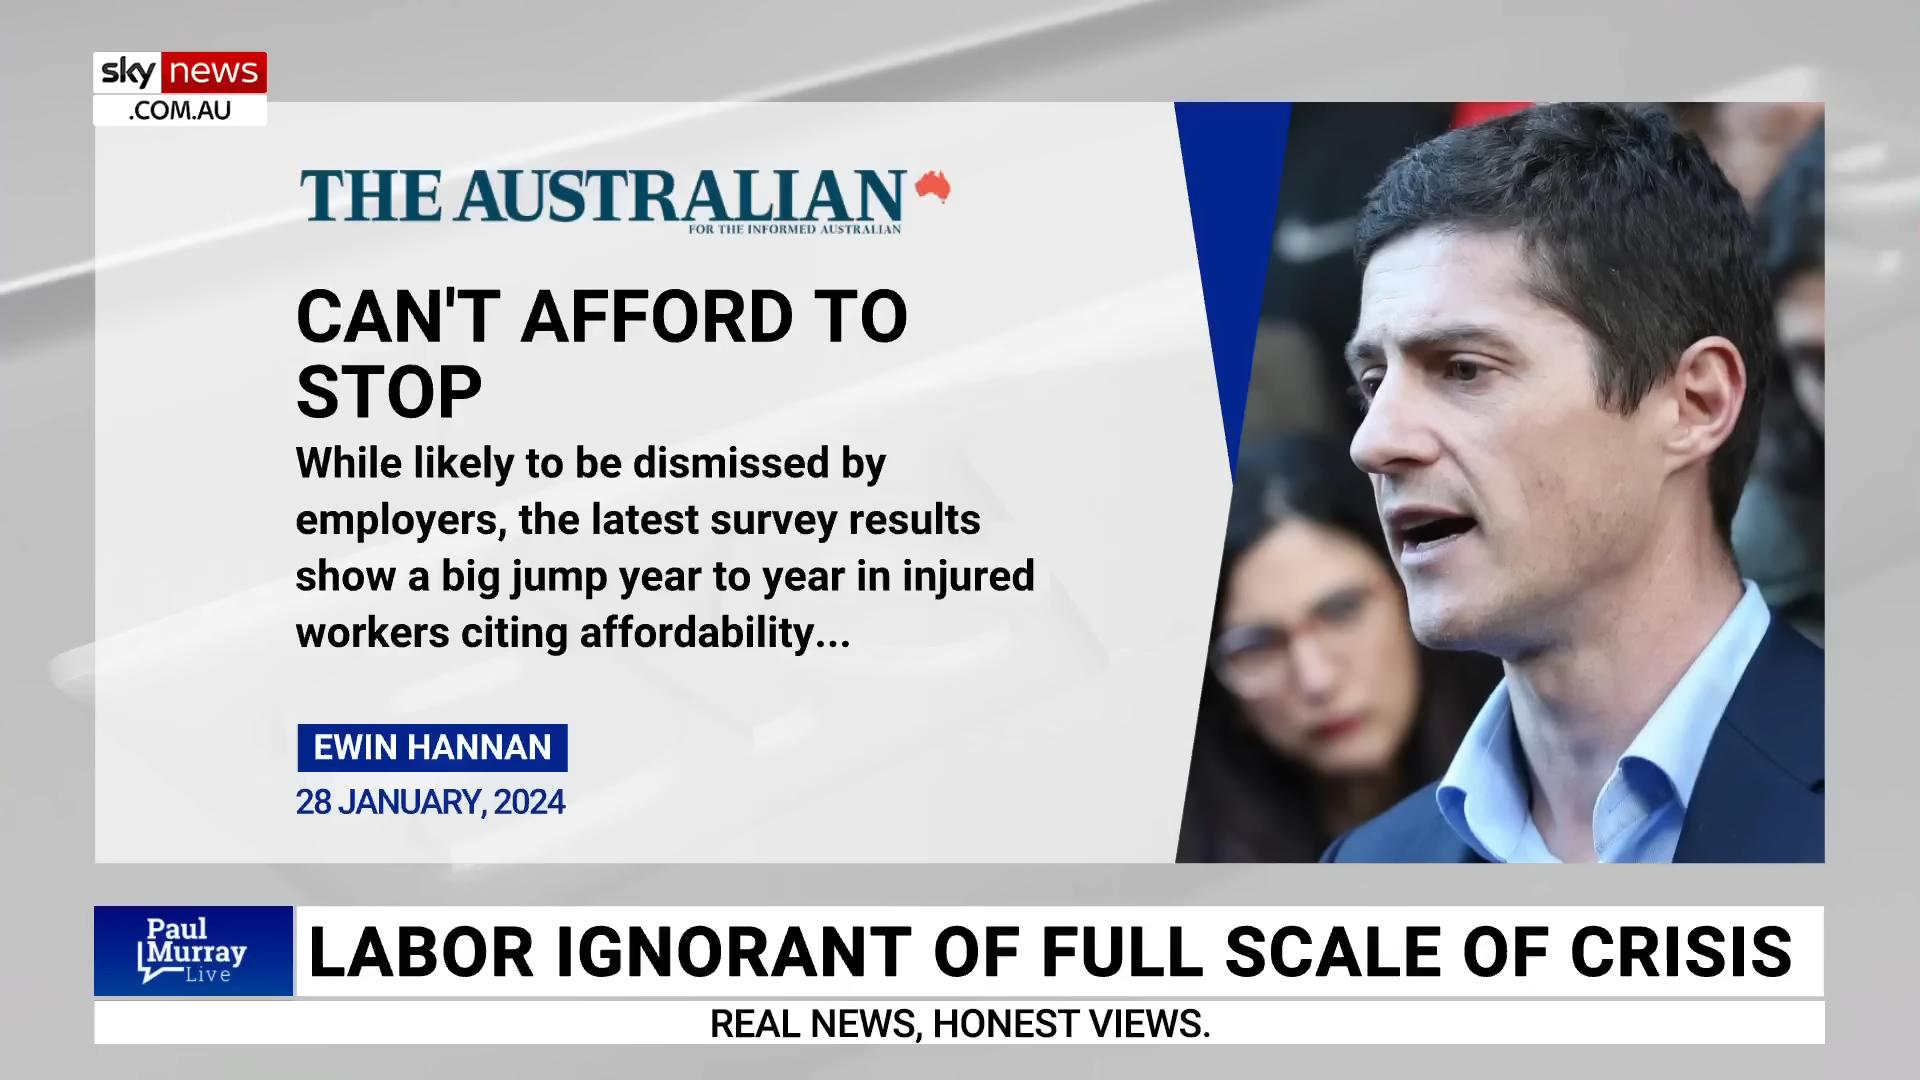 sky news
.COM.AU
THE AUSTRALIAN
FOR THE INFORMED AUSTRALIAN
CAN'T AFFORD TO
STOP
While likely to be dismissed by
employers, the latest survey results
show a big jump year to year in injured
workers citing affordability...
EWIN HANNAN
28 JANUARY, 2024
Paul
Murray
Live
LABOR IGNORANT OF FULL SCALE OF CRISIS
REAL NEWS, HONEST VIEWS.